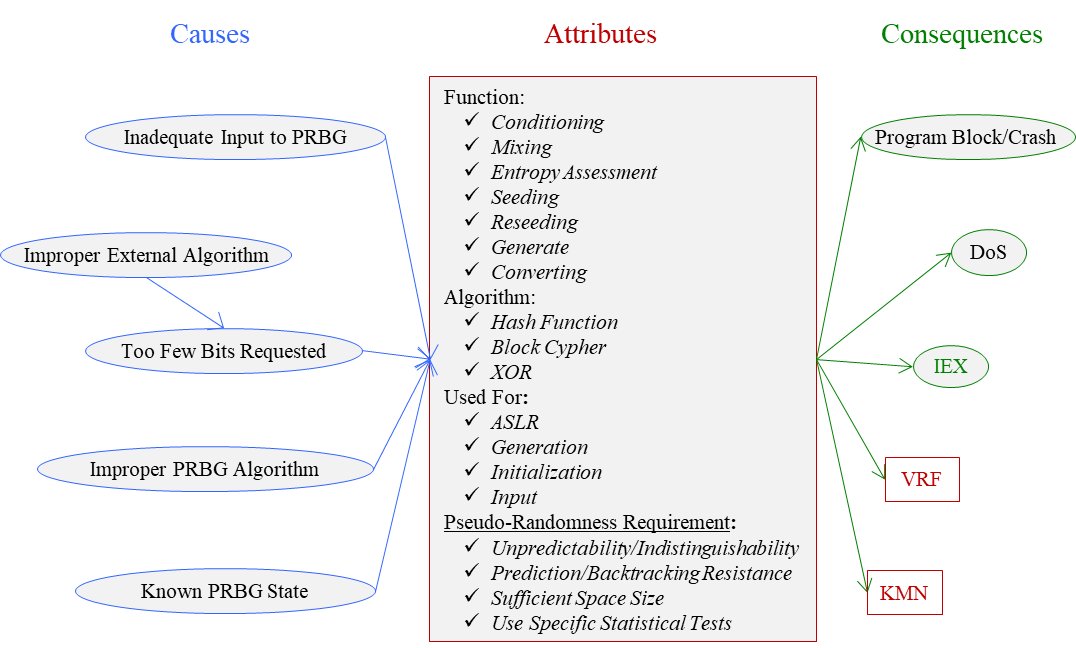 Causes
Attributes
Consequences
Inadequate Input to PRBG
Improper External Algorithm
Too Few Bits Requested
Improper PRBG Algorithm
Known PRBG State
Function:
Conditioning
Mixing
Entropy Assessment
Seeding
Reseeding
Generate
Converting
Algorithm:
Hash Function
Block Cypher
XOR
Used For:
ASLR
Generation
Initialization
Input
Pseudo-Randomness Requirement:
Unpredictability/Indistinguishability
Prediction/Backtracking Resistance
Sufficient Space Size
Use Specific Statistical Tests
Program Block/Crash
DoS
IEX
VRF
KMN